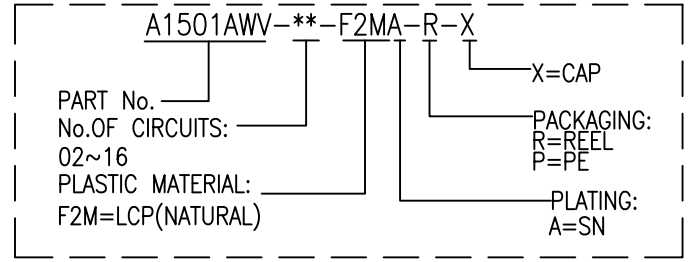 A1501AWV-**-F2MA-R-X
X=CAP
PART No.
No.OF CIRCUITS:
02~16
PACKAGING:
R=REEL
P=PE
PLASTIC MATERIAL:
F2M=LCP(NATURAL)
PLATING:
A=SN